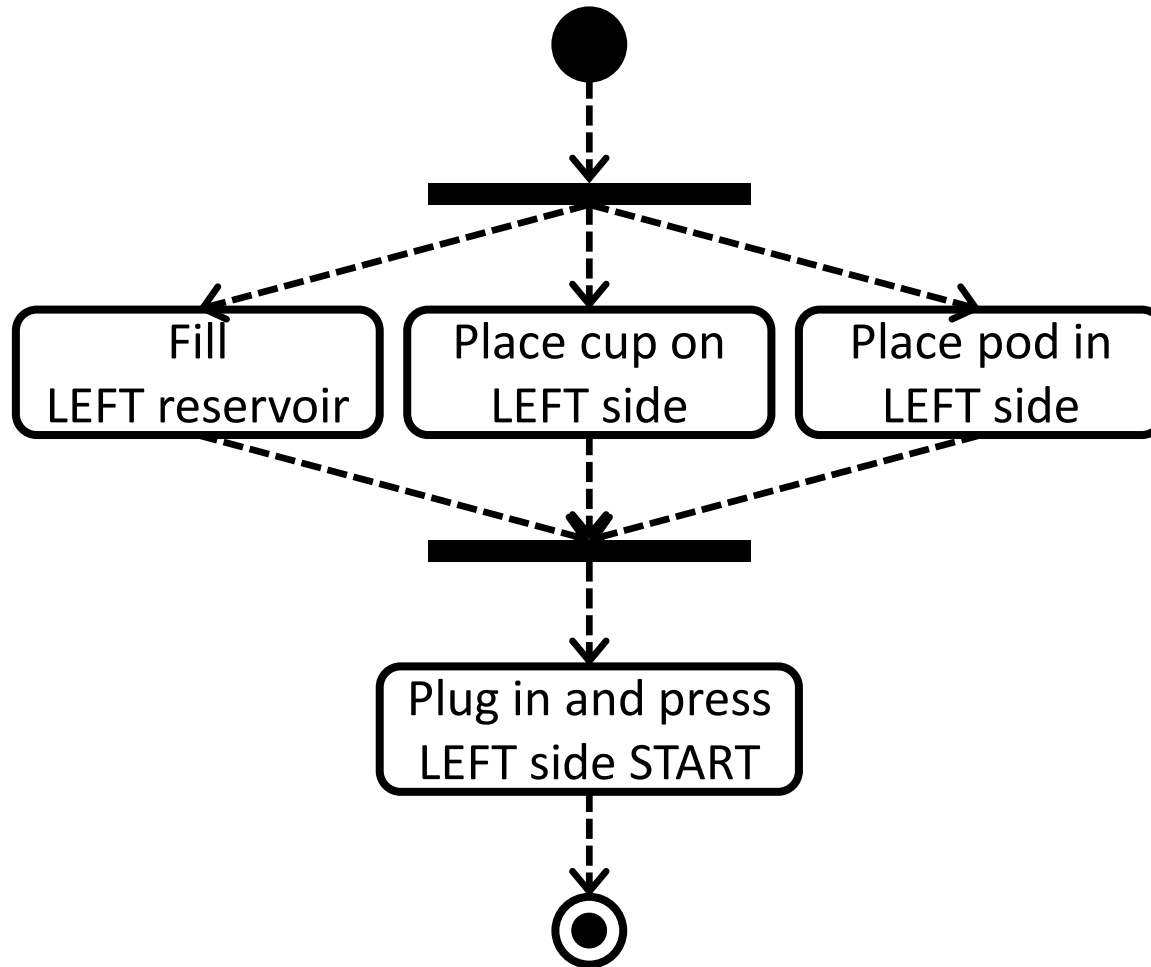 Fill
LEFT reservoir
Place cup on
LEFT side
Place pod in
LEFT side
Plug in and press
LEFT side START